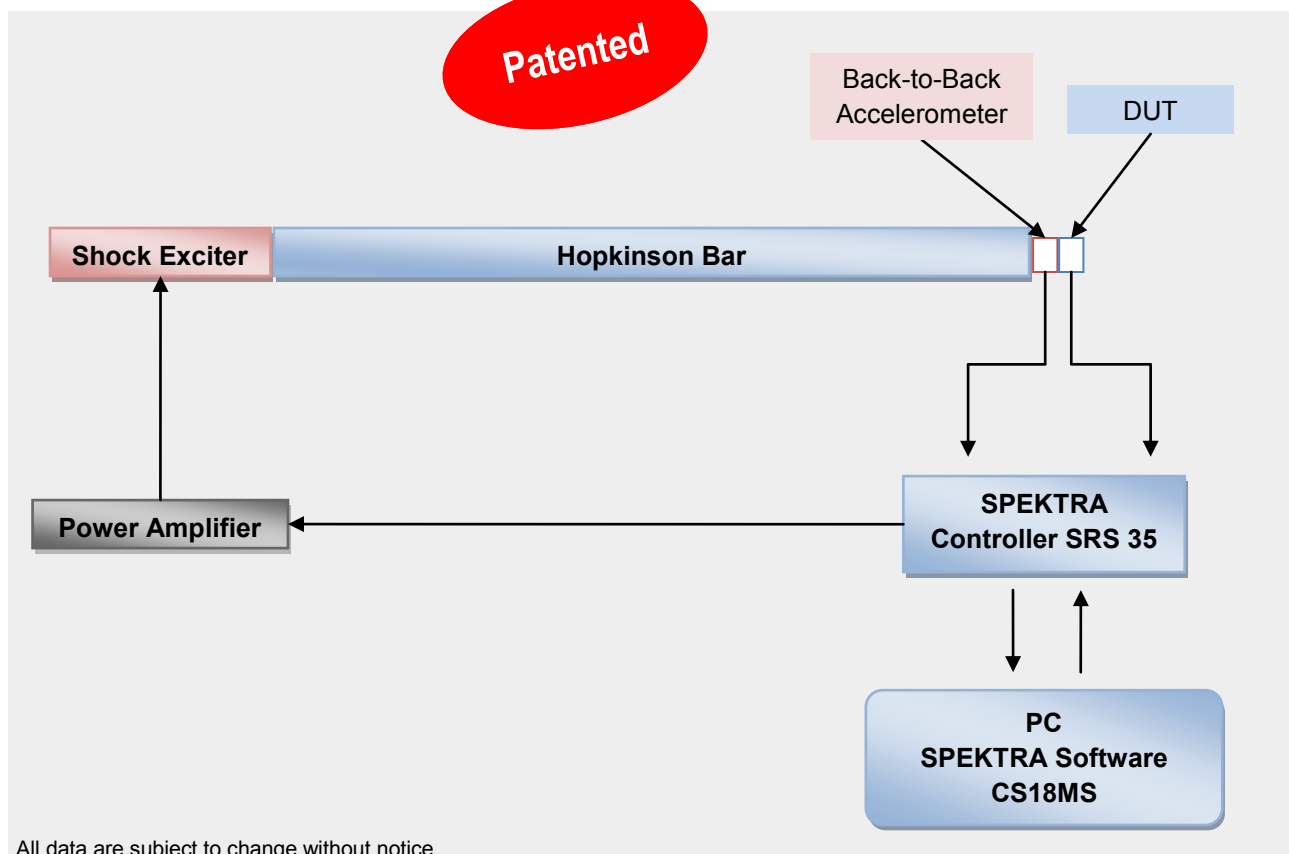 Patented
Back-to-Back
Accelerometer
DUT
Shock Exciter
Hopkinson Bar
Power Amplifier
SPEKTRA
Controller SRS 35
PC
SPEKTRA Software
CS18MS
All data are subject to change without notice